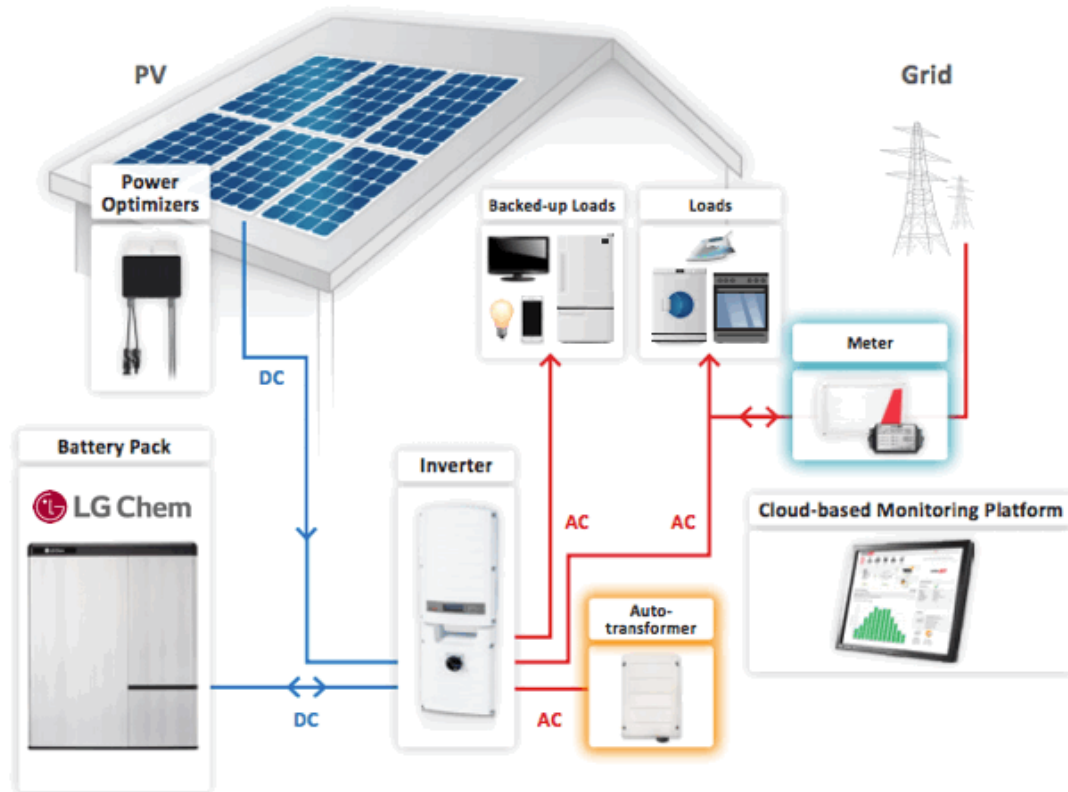 PV
Grid
Power
Optimizers
Backed-up Loads
Loads
DC
Meter
Battery Pack
LG Chem
Inverter
AC
AC
Cloud-based Monitoring Platform
Auto-
transformer
DC
AC